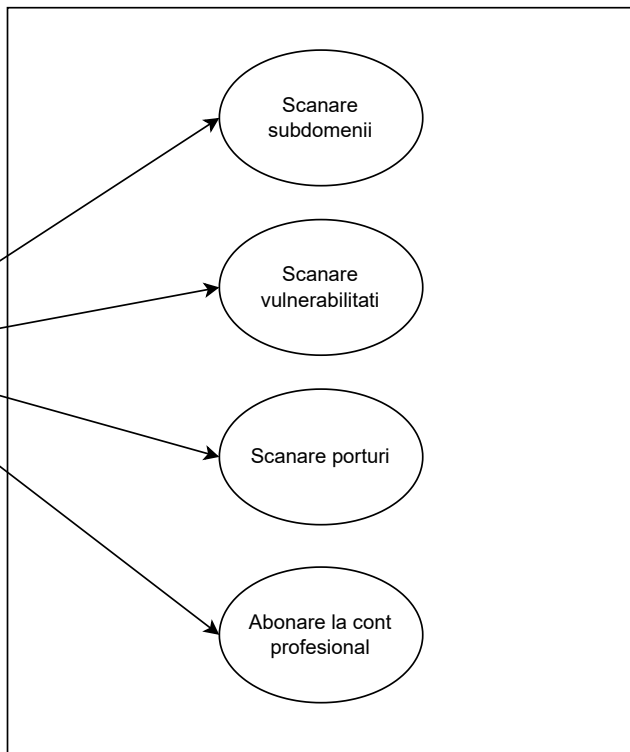 Scanare
subdomenii
Scanare
vulnerabilitati
Scanare porturi
Abonare la cont
profesional